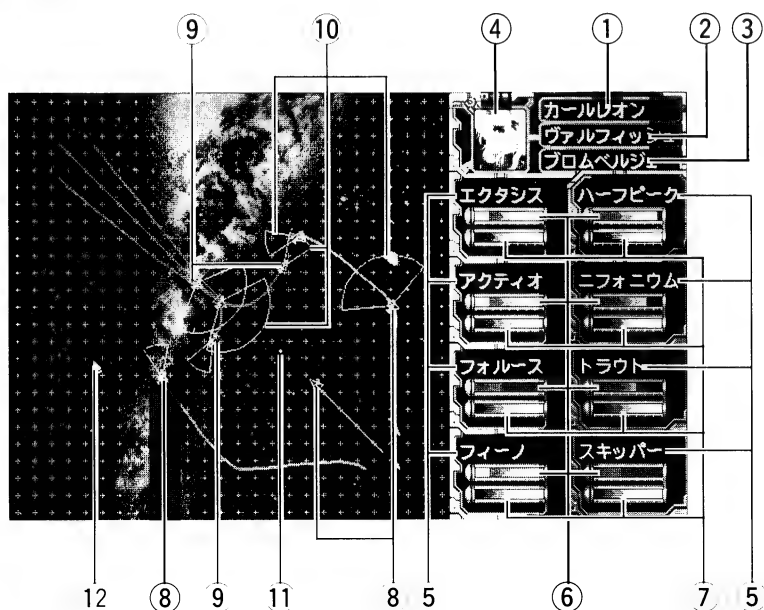 ⑨ ⑩ ④ ① ② ③
カールレオン
ヴァルフィッシ
ブロムベルジェ
エクタシス ハーフピーク
アクティオ ニフォニウム
フォルース トラウト
フィーノ スキッパー
12 ⑧ 9 11 8 5 ⑥ 7 5